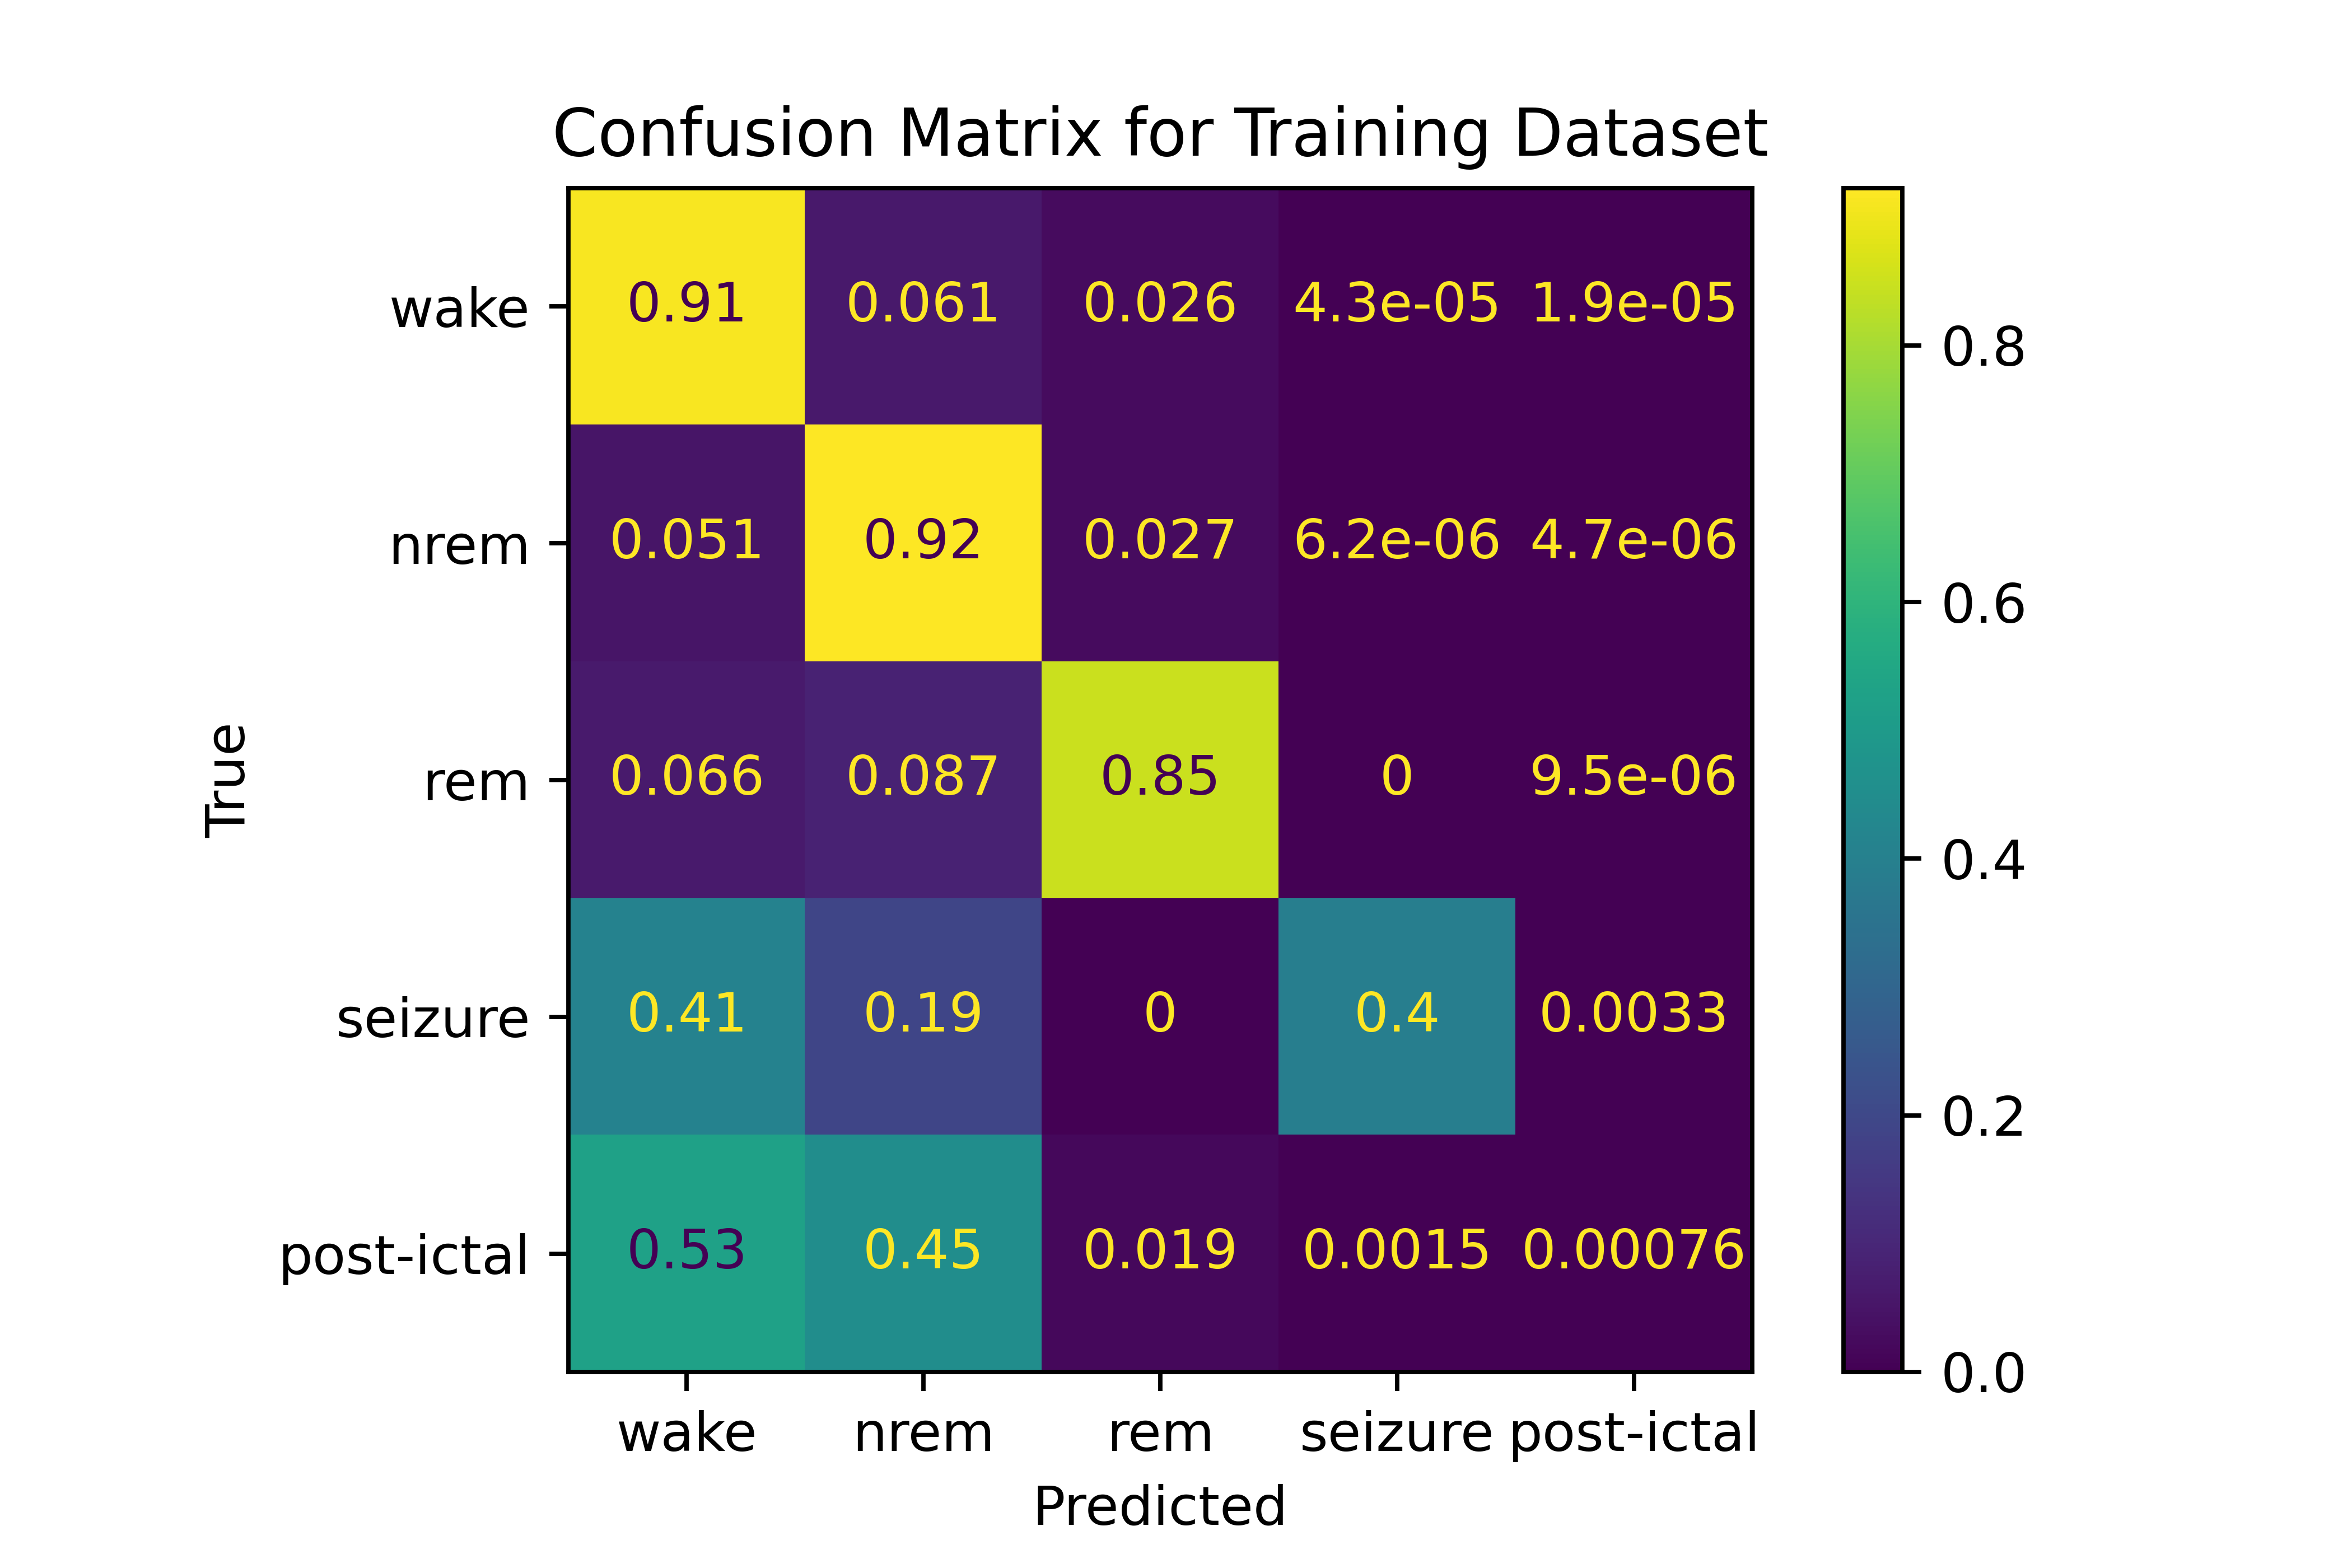 Confusion Matrix for Training Dataset
wake 0.91 0.061 0.026 4.3e-05 1.9e-05
nrem 0.051 0.92 0.027 6.2e-06 4.7e-06
rem 0.066 0.087 0.85 0 9.5e-06
seizure 0.41 0.19 0 0.4 0.0033
post-ictal 0.53 0.45 0.019 0.0015 0.00076
wake nrem rem seizure post-ictal
Predicted
True
0.8
0.6
0.4
0.2
0.0